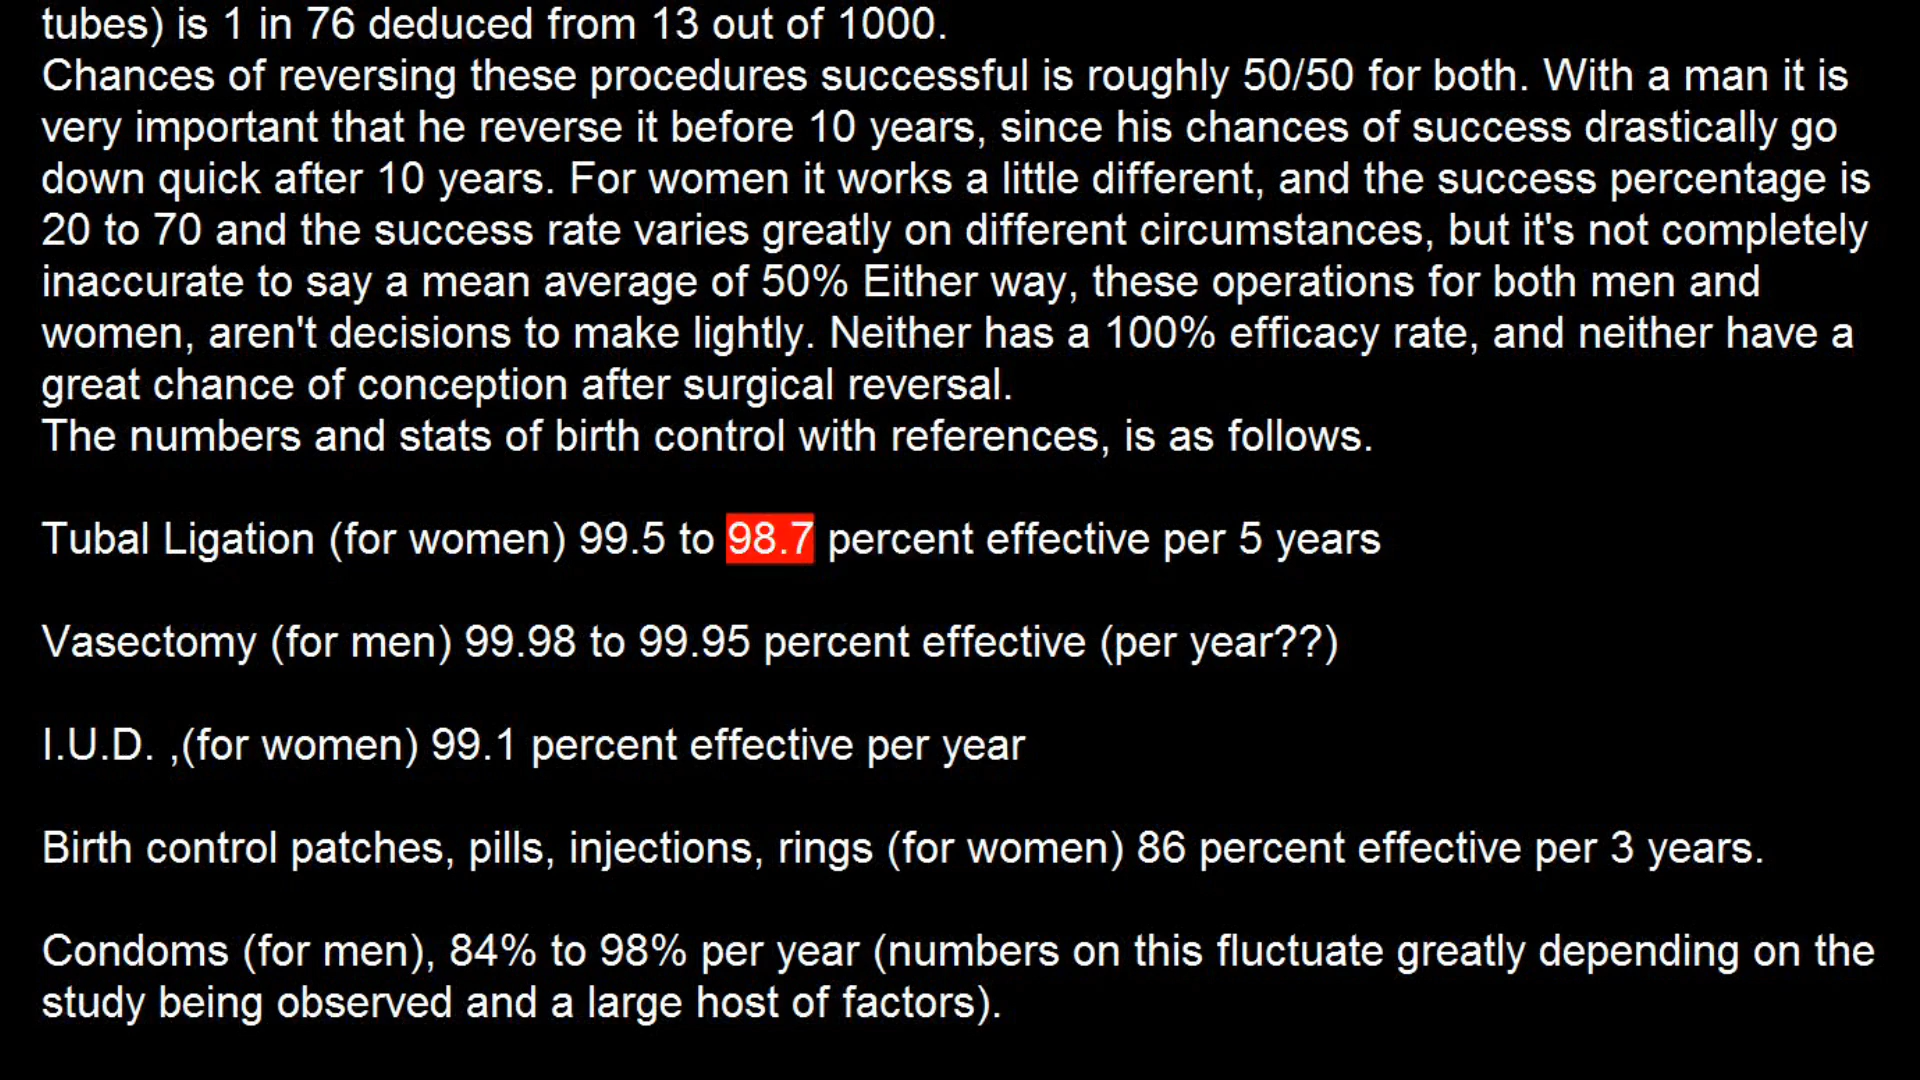 tubes) is 1 in 76 deduced from 13 out of 1000.
Chances of reversing these procedures successful is roughly 50/50 for both. With a man it is
very important that he reverse it before 10 years, since his chances of success drastically go
down quick after 10 years. For women it works a little different, and the success percentage is
20 to 70 and the success rate varies greatly on different circumstances, but it's not completely
inaccurate to say a mean average of 50% Either way, these operations for both men and
women, aren't decisions to make lightly. Neither has a 100% efficacy rate, and neither have a
great chance of conception after surgical reversal.
The numbers and stats of birth control with references, is as follows.
Tubal Ligation (for women) 99.5 to 98.7 percent effective per 5 years
Vasectomy (for men) 99.98 to 99.95 percent effective (per year??)
I.U.D. ,(for women) 99.1 percent effective per year
Birth control patches, pills, injections, rings (for women) 86 percent effective per 3 years.
Condoms (for men), 84% to 98% per year (numbers on this fluctuate greatly depending on the
study being observed and a large host of factors).